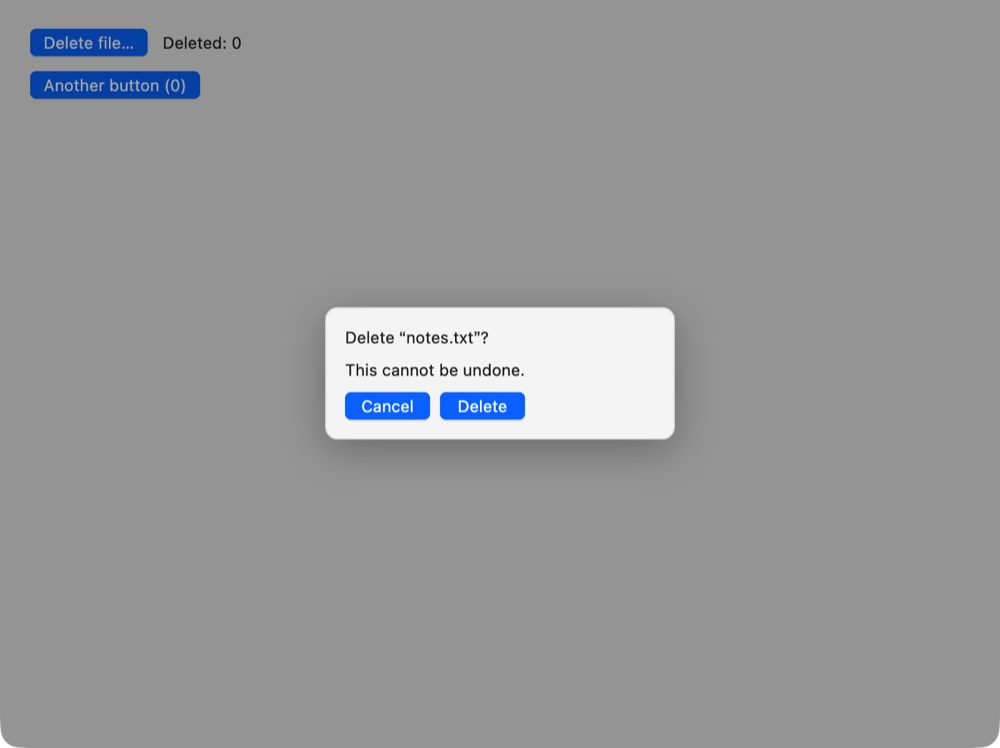 Delete file... Deleted: 0
Another button (0)
Delete “notes.txt”?
This cannot be undone.
Cancel Delete